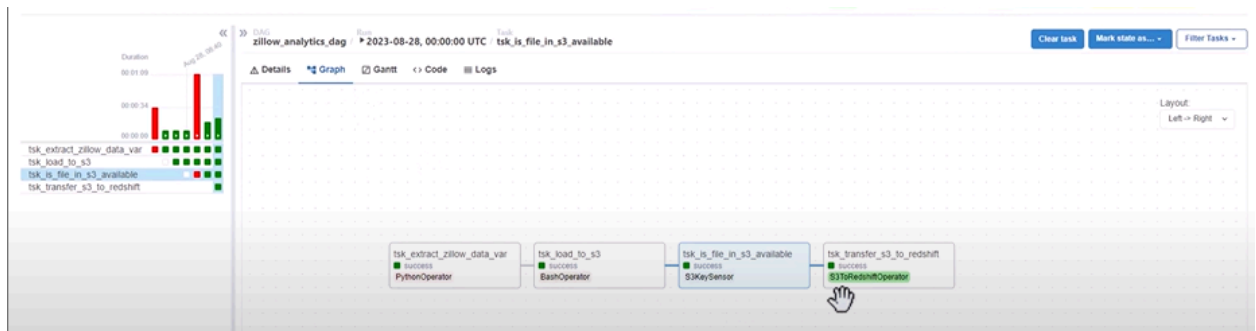 DAG
zillow_analytics_dag
Run
2023-08-28, 00:00:00 UTC
Task
tsk_is_file_in_s3_available
Clear task
Mark state as...
Filter Tasks
Details
Graph
Gantt
Code
Logs
Layout:
Left -> Right
Aug 28, 08:40
Duration
00:01:09
00:00:34
00:00:00
tsk_extract_zillow_data_var
tsk_load_to_s3
tsk_is_file_in_s3_available
tsk_transfer_s3_to_redshift
tsk_extract_zillow_data_var
success
PythonOperator
tsk_load_to_s3
success
BashOperator
tsk_is_file_in_s3_available
success
S3KeySensor
tsk_transfer_s3_to_redshift
success
S3ToRedshiftOperator